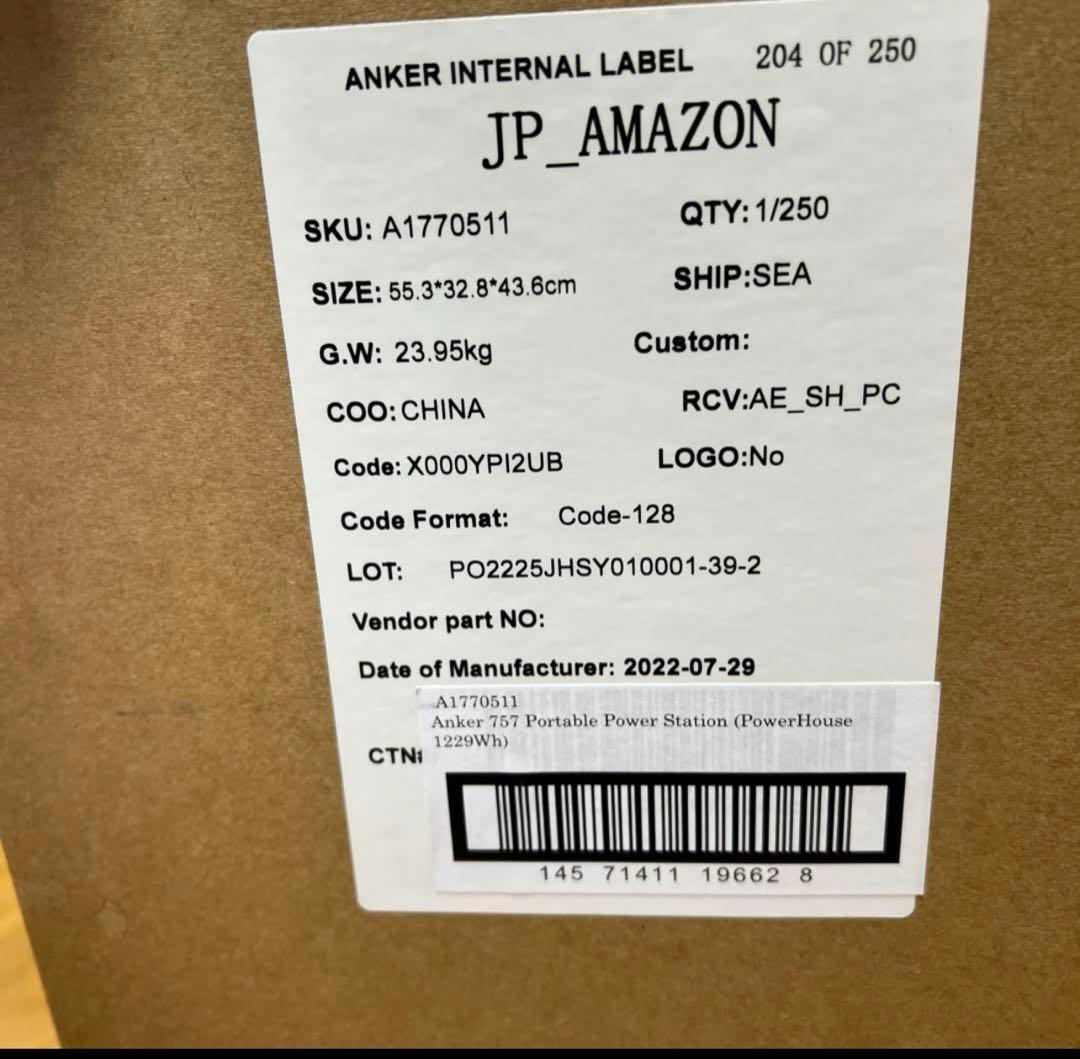 ANKER INTERNAL LABEL 204 OF 250
JP_AMAZON
SKU: A1770511 QTY: 1/250
SIZE: 55.3*32.8*43.6cm SHIP:SEA
G.W: 23.95kg Custom:
COO: CHINA RCV:AE_SH_PC
Code: X000YPI2UB LOGO:No
Code Format: Code-128
LOT: PO2225JHSY010001-39-2
Vendor part NO:
Date of Manufacturer: 2022-07-29
A1770511
Anker 757 Portable Power Station (PowerHouse
1229Wh)
CTN
145 71411 19662 8